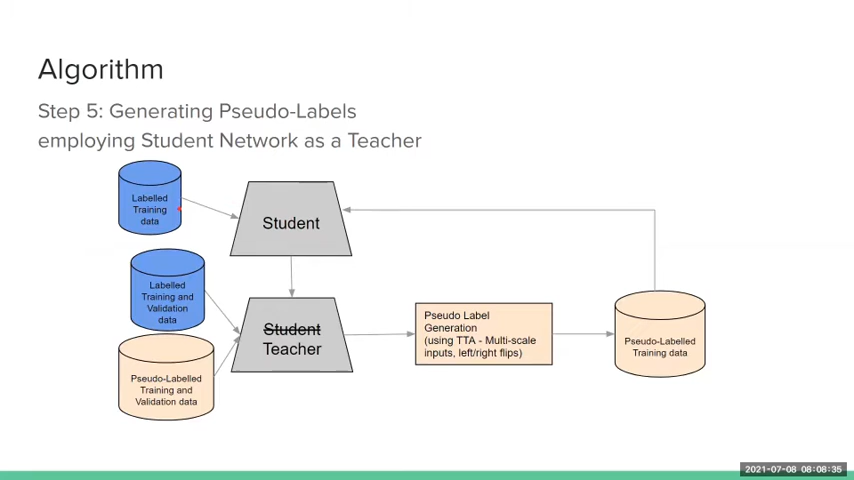 Algorithm
Step 5: Generating Pseudo-Labels
employing Student Network as a Teacher
Labelled
Training
data
Student
Labelled
Training and
Validation
data
Student
Teacher
Pseudo Label
Generation
(using TTA - Multi-scale
inputs, left/right flips)
Pseudo-Labelled
Training data
Pseudo-Labelled
Training and
Validation data
2021-07-08 08:08:35